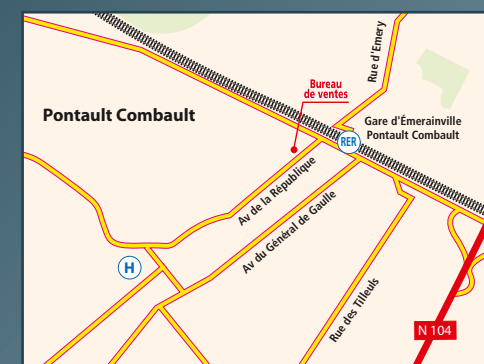 Rue d'Emery
Bureau
de ventes
Pontault Combault
Gare d'Émerainville
Pontault Combault
RER
Av de la République
Av du Général de Gaulle
H
Rue des Tilleuls
N 104